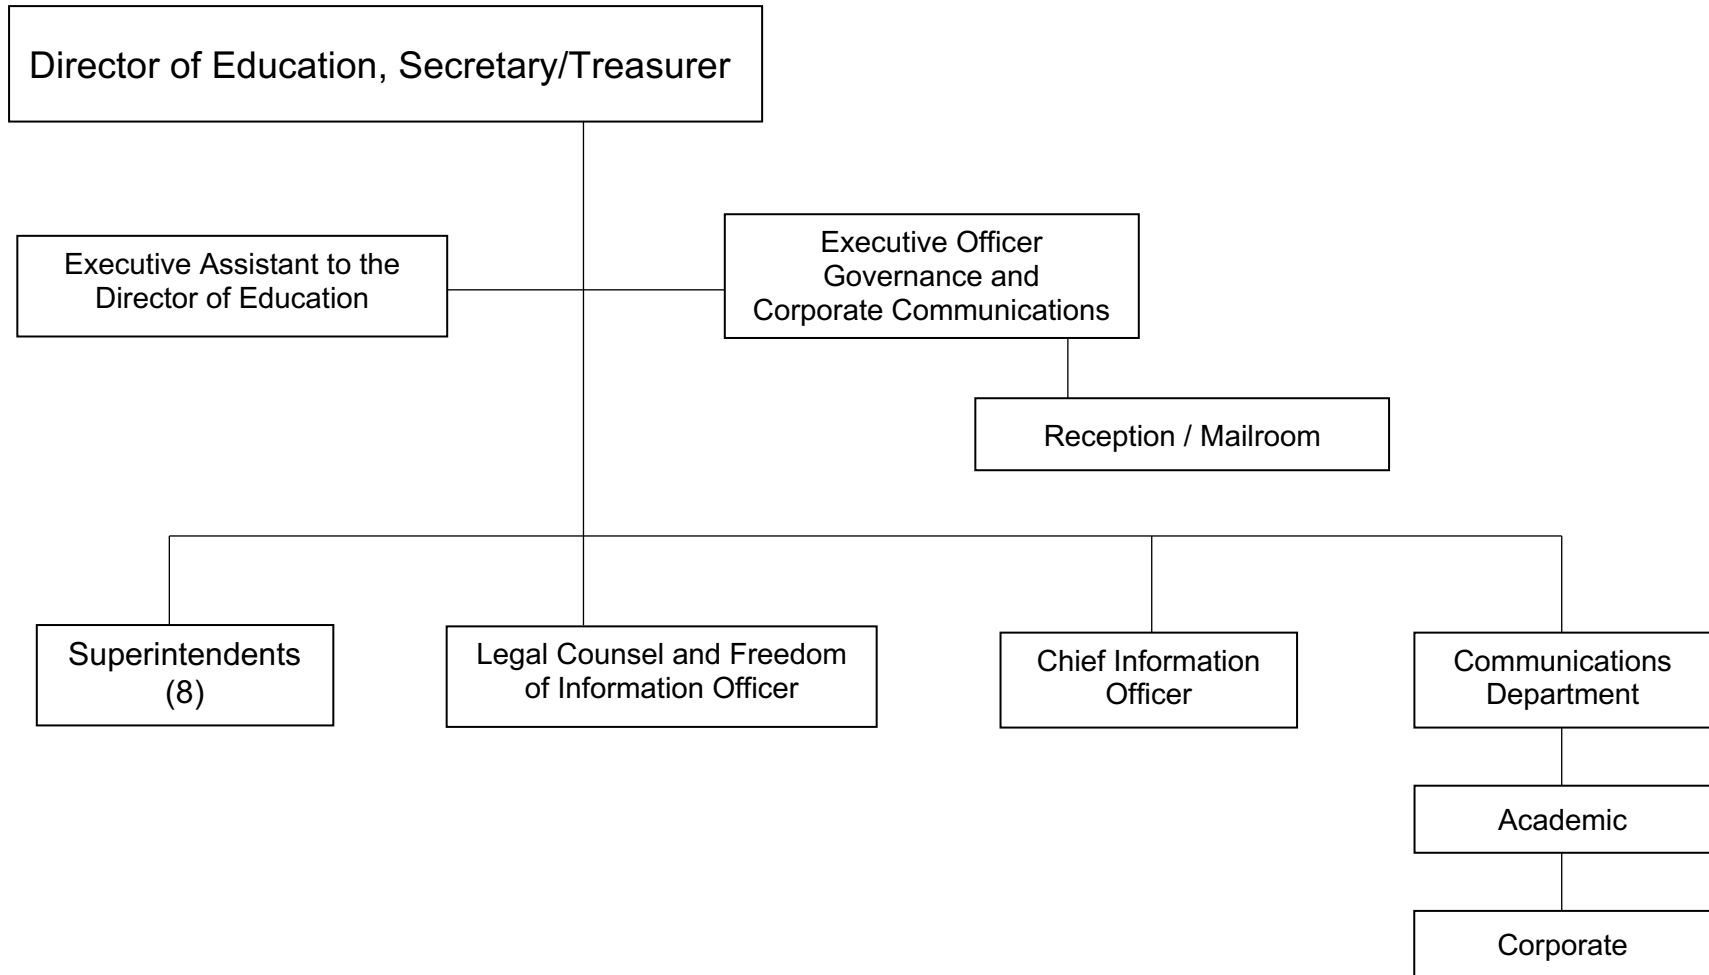 Director of Education, Secretary/Treasurer
Executive Assistant to the
Director of Education
Executive Officer
Governance and
Corporate Communications
Reception / Mailroom
Superintendents
(8)
Legal Counsel and Freedom
of Information Officer
Chief Information
Officer
Communications
Department
Academic
Corporate